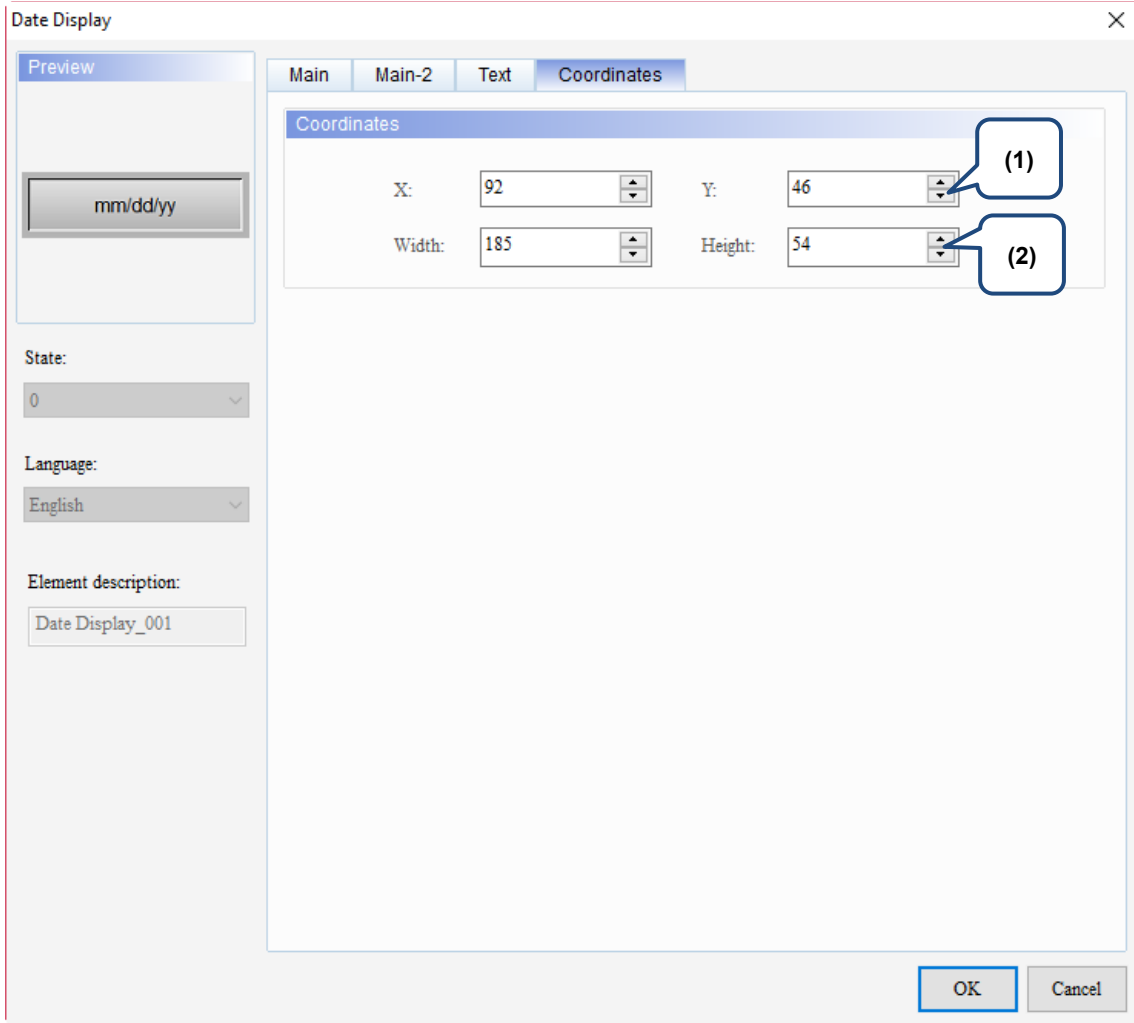 Date Display
Preview
mm/dd/yy
State:
0
Language:
English
Element description:
Date Display_001
Main Main-2 Text Coordinates
Coordinates
X: 92 Y: 46
(1)
Width: 185 Height: 54
(2)
OK Cancel